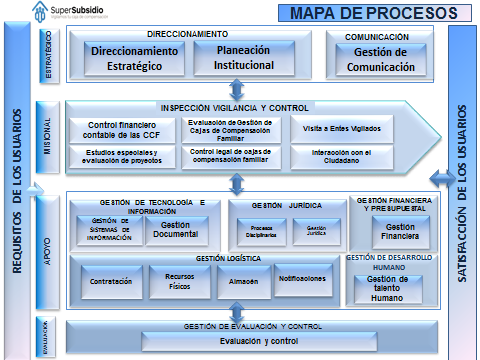 SuperSubsidio
MAPA DE PROCESOS
REQUISITOS DE LOS USUARIOS
ESTRATÉGICO
DIRECCIONAMIENTO
Direccionamiento
Estratégico
Planeación
Institucional
COMUNICACIÓN
Gestión de
Comunicación
MISIONAL
INSPECCIÓN VIGILANCIA Y CONTROL
Control financiero
contable de las CCF
Evaluación de Gestión de
Cajas de Compensación
Familiar
Visita a Entes Vigilados
Estudios especiales y
evaluación de proyectos
Control legal de cajas de
compensación familiar
Interacción con el
Ciudadano
APOYO
GESTIÓN DE TECNOLOGÍA E
INFORMACIÓN
GESTIÓN DE
SISTEMAS DE
INFORMACIÓN
Gestión
Documental
GESTIÓN JURÍDICA
Procesos
Disciplinarios
Gestión
Jurídica
GESTIÓN FINANCIERA
Y PRESUPUESTAL
Gestión
Financiera
GESTIÓN LOGÍSTICA
Contratación
Recursos
Físicos
Almacén
Notificaciones
GESTIÓN DE DESARROLLO
HUMANO
Gestión de
talento
Humano
EVALUACIÓN
GESTIÓN DE EVALUACIÓN Y CONTROL
Evaluación y control
SATISFACCIÓN DE LOS USUARIOS